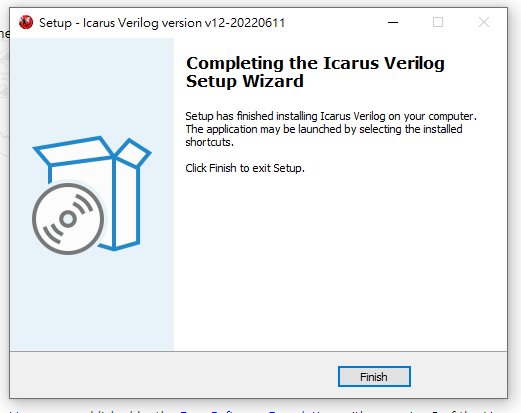 Setup - Icarus Verilog version v12-20220611
Completing the Icarus Verilog
Setup Wizard
Setup has finished installing Icarus Verilog on your computer.
The application may be launched by selecting the installed
shortcuts.
Click Finish to exit Setup.
Finish